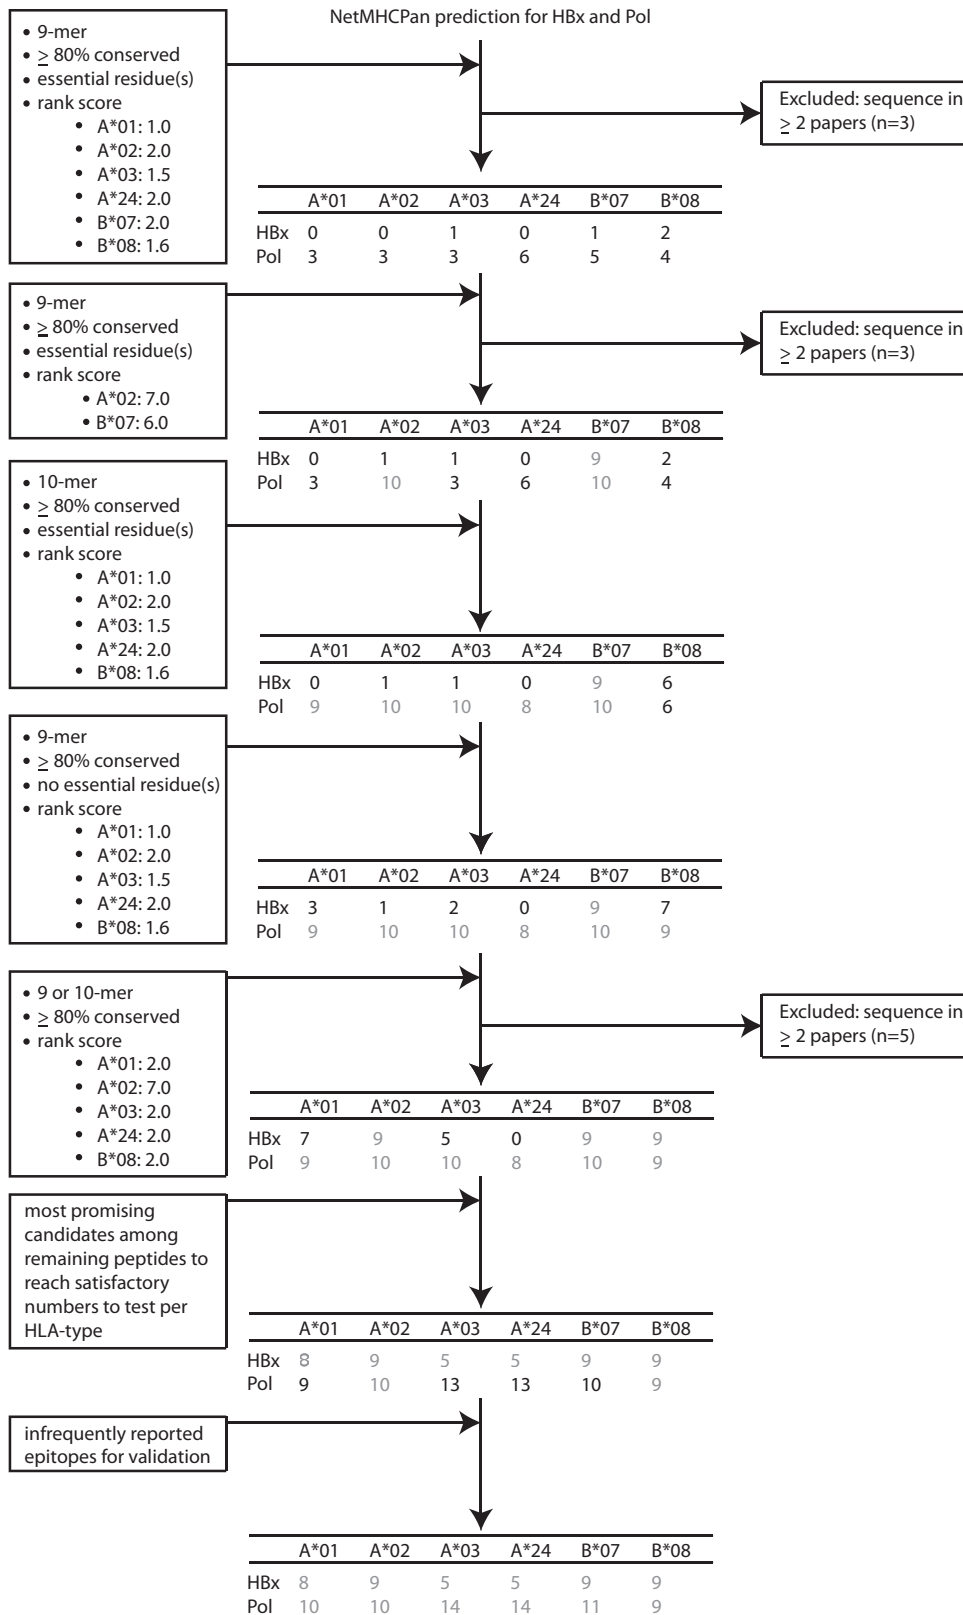 NetMHCPan prediction for HBx and Pol
• 9-mer
• ≥ 80% conserved
• essential residue(s)
• rank score
• A*01: 1.0
• A*02: 2.0
• A*03: 1.5
• A*24: 2.0
• B*07: 2.0
• B*08: 1.6
Excluded: sequence in
≥ 2 papers (n=3)
A*01 A*02 A*03 A*24 B*07 B*08
HBx 0 0 1 0 1 2
Pol 3 3 3 6 5 4
• 9-mer
• ≥ 80% conserved
• essential residue(s)
• rank score
• A*02: 7.0
• B*07: 6.0
Excluded: sequence in
≥ 2 papers (n=3)
A*01 A*02 A*03 A*24 B*07 B*08
HBx 0 1 1 0 9 2
Pol 3 10 3 6 10 4
• 10-mer
• ≥ 80% conserved
• essential residue(s)
• rank score
• A*01: 1.0
• A*02: 2.0
• A*03: 1.5
• A*24: 2.0
• B*08: 1.6
A*01 A*02 A*03 A*24 B*07 B*08
HBx 0 1 1 0 9 6
Pol 9 10 10 8 10 6
• 9-mer
• ≥ 80% conserved
• no essential residue(s)
• rank score
• A*01: 1.0
• A*02: 2.0
• A*03: 1.5
• A*24: 2.0
• B*08: 1.6
A*01 A*02 A*03 A*24 B*07 B*08
HBx 3 1 2 0 9 7
Pol 9 10 10 8 10 9
• 9 or 10-mer
• ≥ 80% conserved
• rank score
• A*01: 2.0
• A*02: 7.0
• A*03: 2.0
• A*24: 2.0
• B*08: 2.0
Excluded: sequence in
≥ 2 papers (n=5)
A*01 A*02 A*03 A*24 B*07 B*08
HBx 7 9 5 0 9 9
Pol 9 10 10 8 10 9
most promising
candidates among
remaining peptides to
reach satisfactory
numbers to test per
HLA-type
A*01 A*02 A*03 A*24 B*07 B*08
HBx 8 9 5 5 9 9
Pol 9 10 13 13 10 9
infrequently reported
epitopes for validation
A*01 A*02 A*03 A*24 B*07 B*08
HBx 8 9 5 5 9 9
Pol 10 10 14 14 11 9